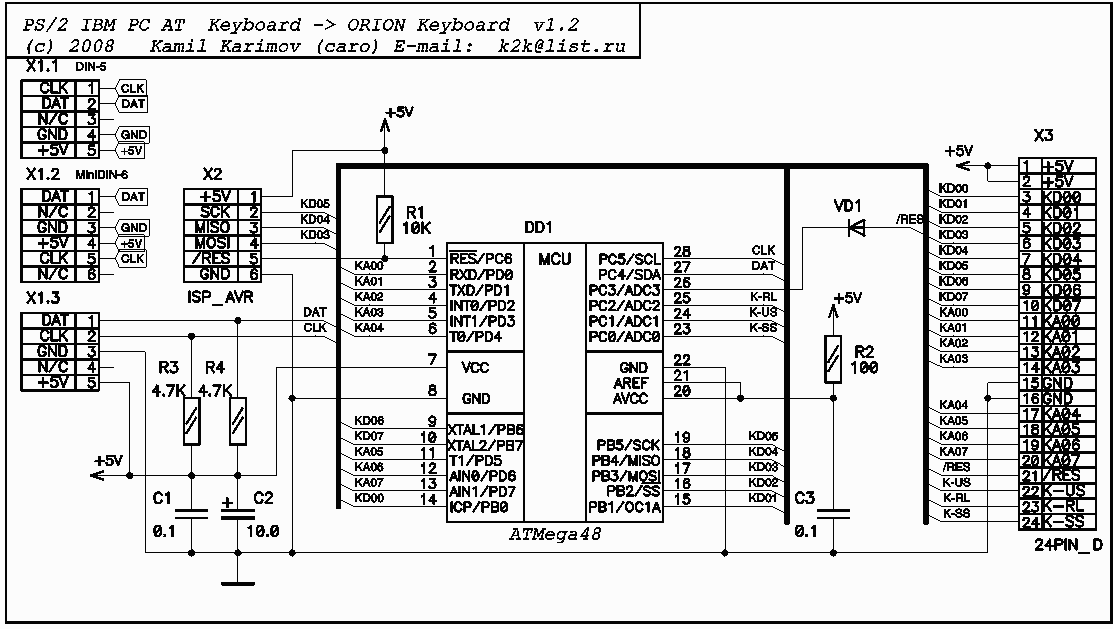 PS/2 IBM PC AT Keyboard -> ORION Keyboard v1.2
(c) 2008 Kamil Karimov (caro) E-mail: k2k@list.ru
X1.1 DIN-5
CLK 1 CLK
DAT 2 DAT
N/C 3
GND 4 GND
+5V 5 +5V
X1.2 MiniDIN-6
DAT 1 DAT
N/C 2
GND 3 GND
+5V 4 +5V
CLK 5 CLK
N/C 6
X1.3
DAT 1
CLK 2
GND 3
N/C 4
+5V 5
X2
+5V 1
SCK 2 KD05
MISO 3 KD04
MOSI 4 KD03
/RES 5
GND 6
ISP_AVR
DAT
CLK
+5V
R1
10K
R3
4.7K
R4
4.7K
+5V
C1
0.1
C2
+
10.0
DD1
MCU
1 RES/PC6
KA00 2 RXD/PD0
KA01 3 TXD/PD1
KA02 4 INT0/PD2
KA03 5 INT1/PD3
KA04 6 T0/PD4
7 VCC
8 GND
KD06 9 XTAL1/PB6
KD07 10 XTAL2/PB7
KA05 11 T1/PD5
KA06 12 AIN0/PD6
KA07 13 AIN1/PD7
KD00 14 ICP/PB0
PC5/SCL 28 CLK
PC4/SDA 27 DAT
PC3/ADC3 26
PC2/ADC2 25 K-RL
PC1/ADC1 24 K-US
PC0/ADC0 23 K-SS
GND 22
AREF 21
AVCC 20
PB5/SCK 19 KD05
PB4/MISO 18 KD04
PB3/MOSI 17 KD03
PB2/SS 16 KD02
PB1/OC1A 15 KD01
ATMega48
VD1
/RES
+5V
R2
100
C3
0.1
+5V
X3
1 +5V
2 +5V
KD00 3 KD00
KD01 4 KD01
KD02 5 KD02
KD03 6 KD03
KD04 7 KD04
KD05 8 KD05
KD06 9 KD06
KD07 10 KD07
KA00 11 KA00
KA01 12 KA01
KA02 13 KA02
KA03 14 KA03
15 GND
16 GND
KA04 17 KA04
KA05 18 KA05
KA06 19 KA06
KA07 20 KA07
/RES 21 /RES
K-US 22 K-US
K-RL 23 K-RL
K-SS 24 K-SS
24PIN_D